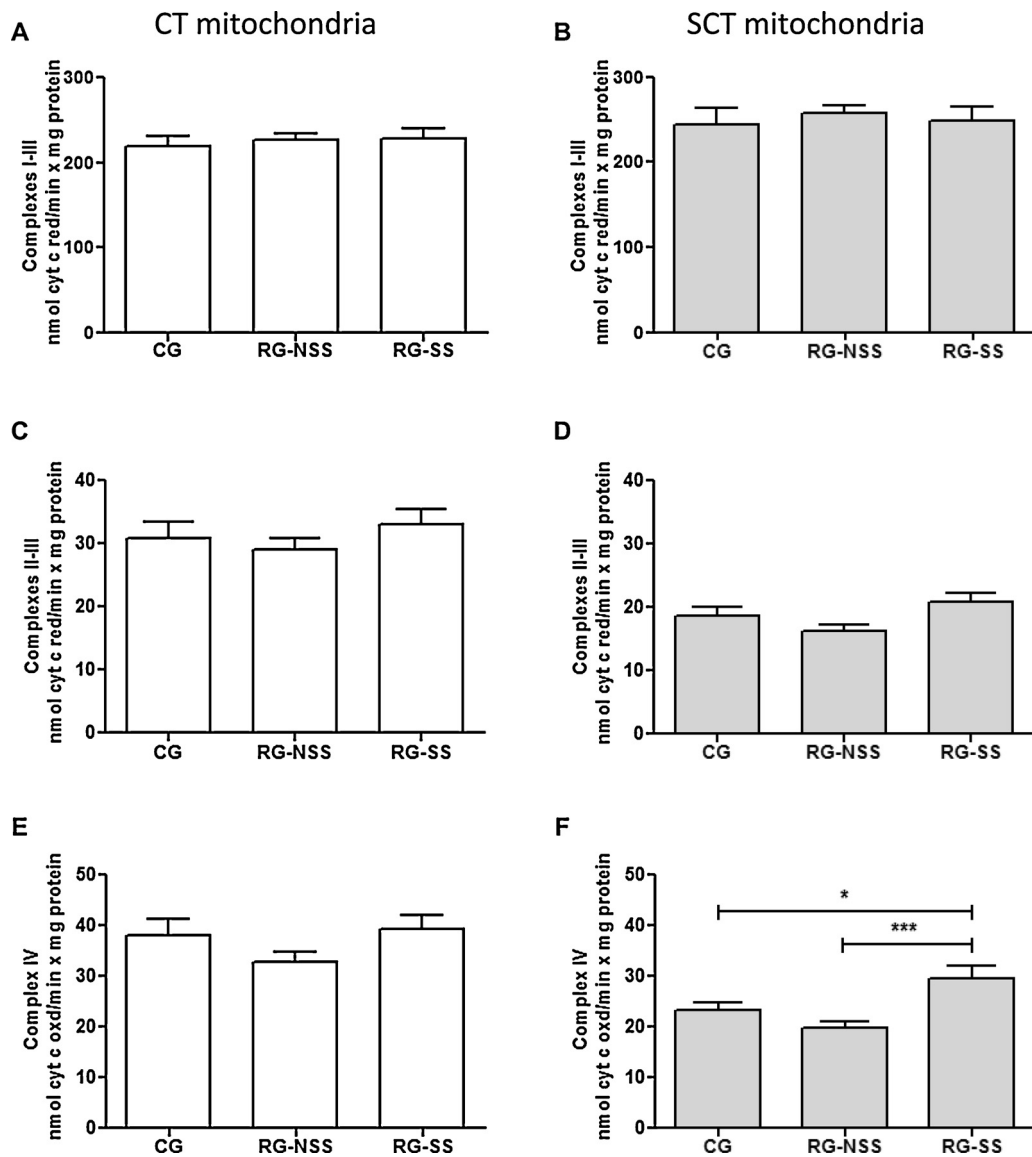 CT mitochondria
SCT mitochondria
A
Complexes I-III
nmol cyt c red/min x mg protein
300
200
100
0
CG
RG-NSS
RG-SS
B
Complexes I-III
nmol cyt c red/min x mg protein
300
200
100
0
CG
RG-NSS
RG-SS
C
Complexes II-III
nmol cyt c red/min x mg protein
40
30
20
10
0
CG
RG-NSS
RG-SS
D
Complexes II-III
nmol cyt c red/min x mg protein
40
30
20
10
0
CG
RG-NSS
RG-SS
E
Complex IV
nmol cyt c oxd/min x mg protein
50
40
30
20
10
0
CG
RG-NSS
RG-SS
F
Complex IV
nmol cyt c oxd/min x mg protein
50
40
30
20
10
0
*
***
CG
RG-NSS
RG-SS